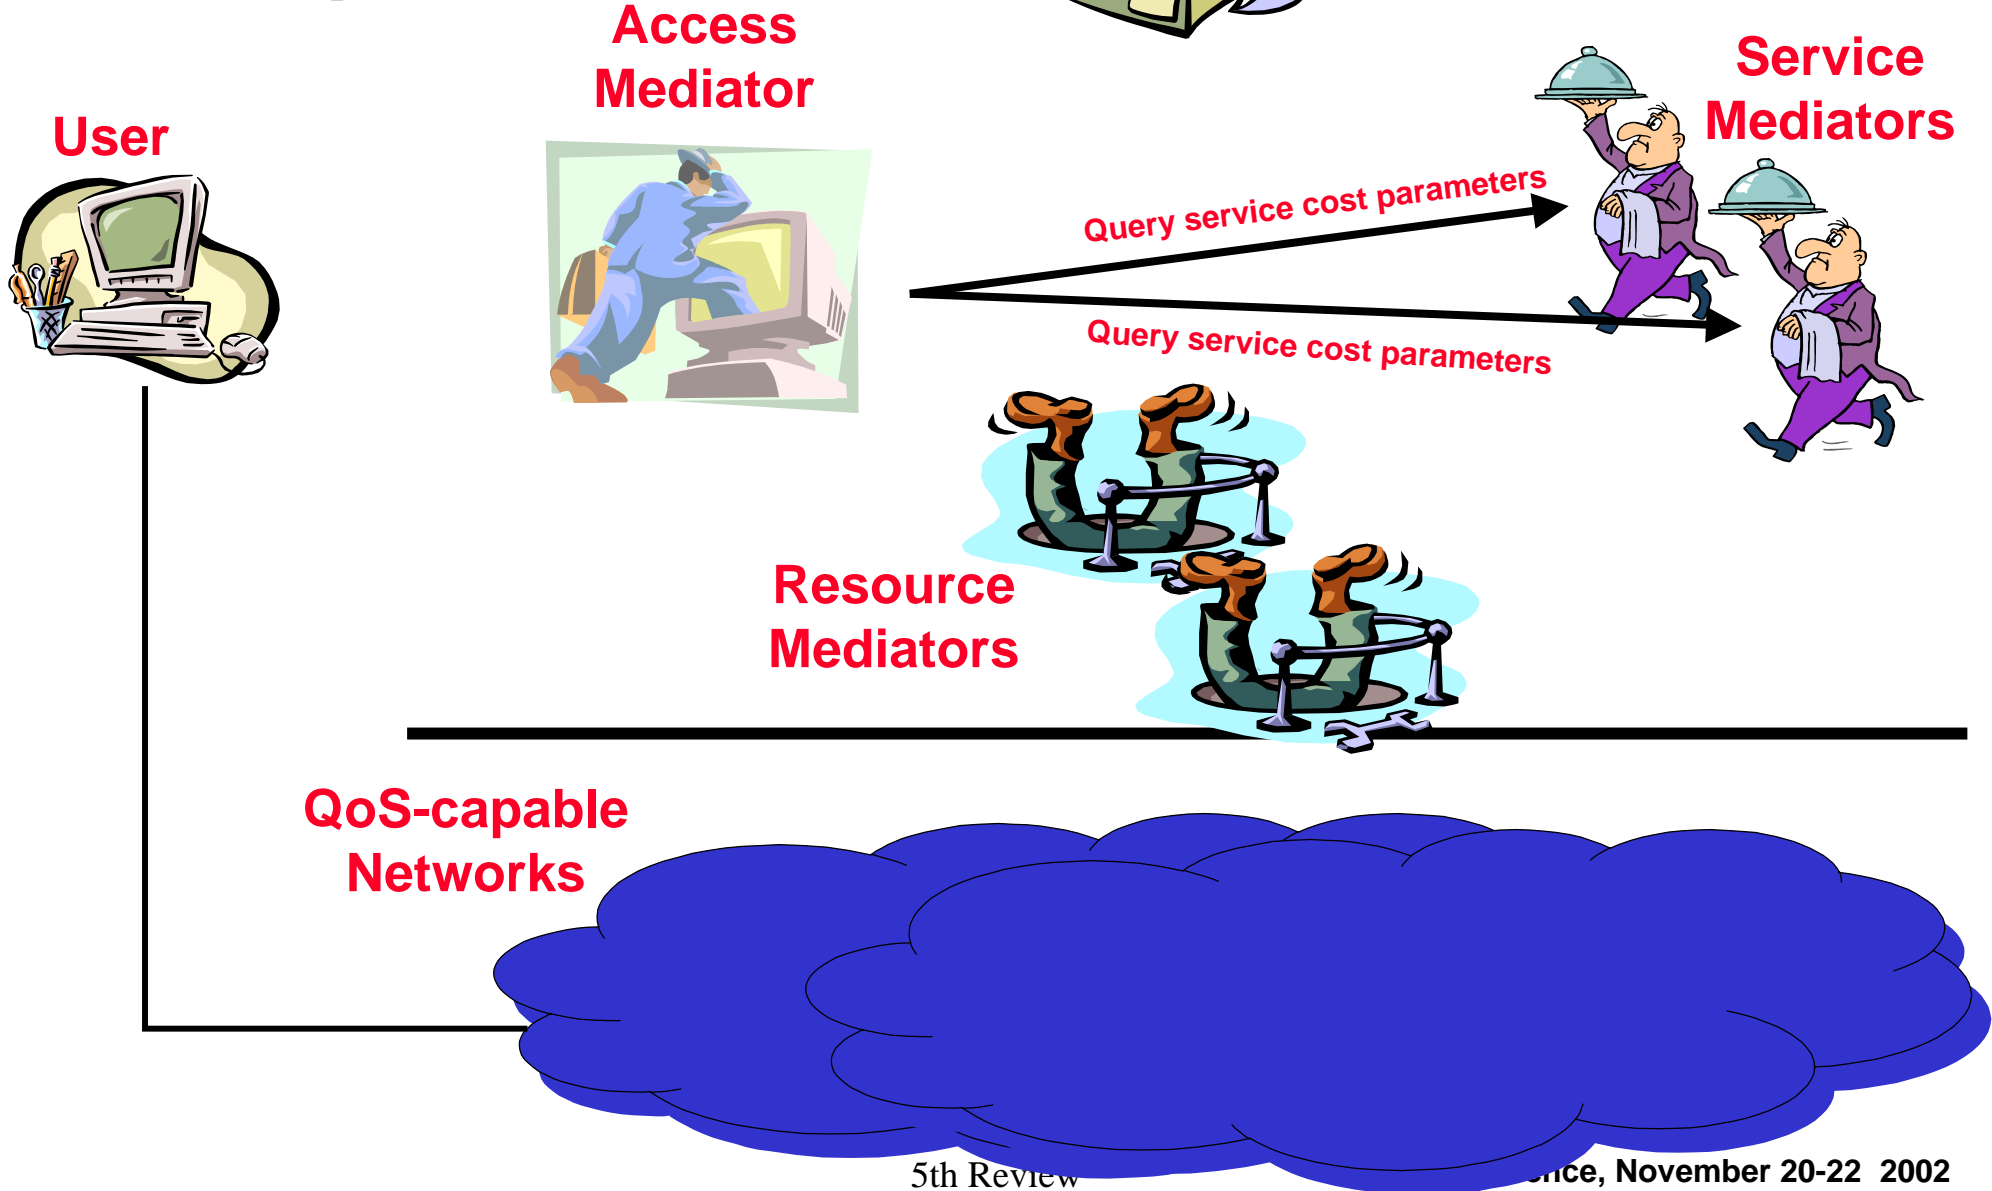 Access
Mediator
Service
Mediators
User
Query service cost parameters
Query service cost parameters
Resource
Mediators
QoS-capable
Networks
5th Review
November 20-22 2002